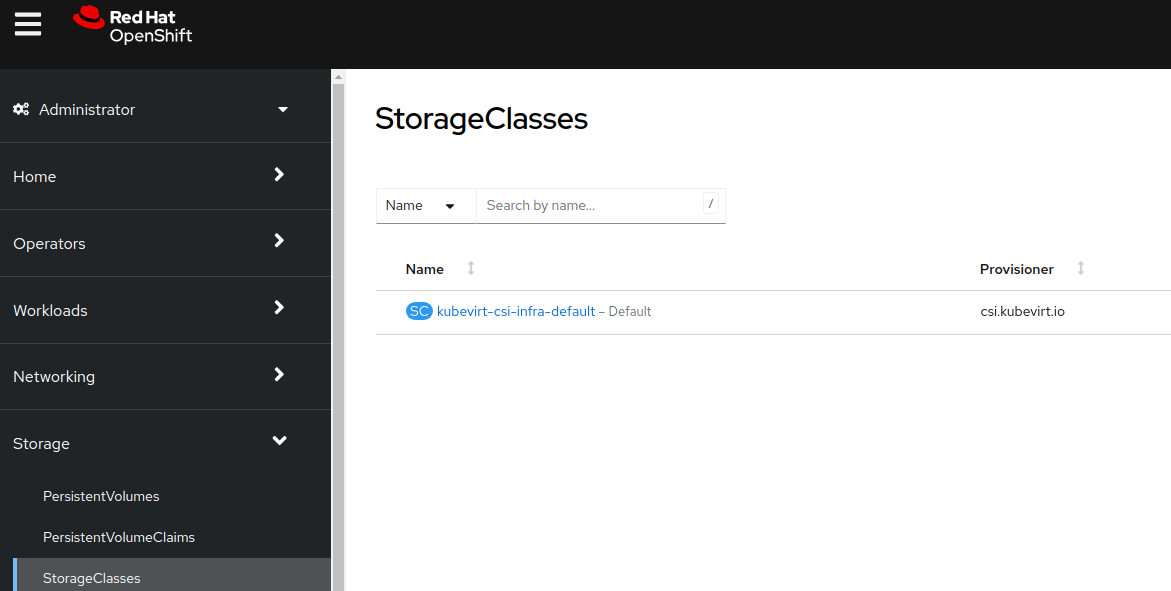 Red Hat
OpenShift
Administrator
Home
Operators
Workloads
Networking
Storage
PersistentVolumes
PersistentVolumeClaims
StorageClasses
StorageClasses
Name Search by name... /
Name Provisioner
SC kubevirt-csi-infra-default – Default csi.kubevirt.io